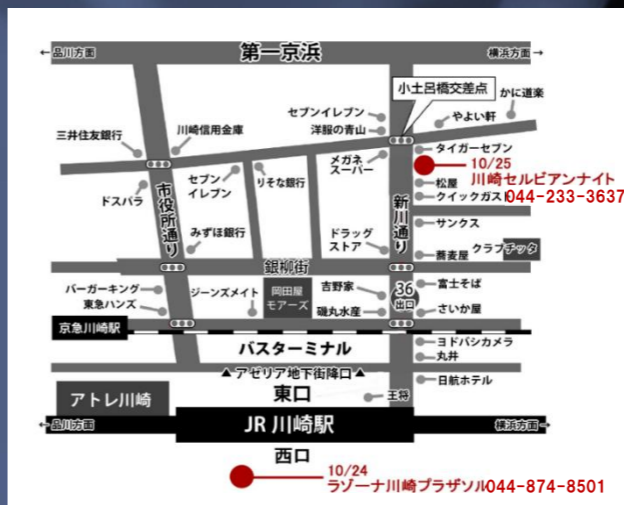 ←品川方面
第一京浜
横浜方面→
小土呂橋交差点
かに道楽
セブンイレブン
洋服の青山
やよい軒
川崎信用金庫
三井住友銀行
タイガーセブン
メガネ
スーパー
10/25
川崎セルビアンナイト
044-233-3637
セブン
イレブン
りそな銀行
松屋
クイックガスト
ドスパラ
市役所通り
新川通り
サンクス
みずほ銀行
ドラッグ
ストア
蕎麦屋
クラブチッタ
銀柳街
バーガーキング
東急ハンズ
ジーンズメイト
岡田屋
モアーズ
吉野家
磯丸水産
36
出口
富士そば
さいか屋
京急川崎駅
バスターミナル
ヨドバシカメラ
丸井
▲アゼリア地下街降口▲
日航ホテル
アトレ川崎
東口
王将
←品川方面
JR 川崎駅
横浜方面→
西口
10/24
ラゾーナ川崎プラザソル044-874-8501